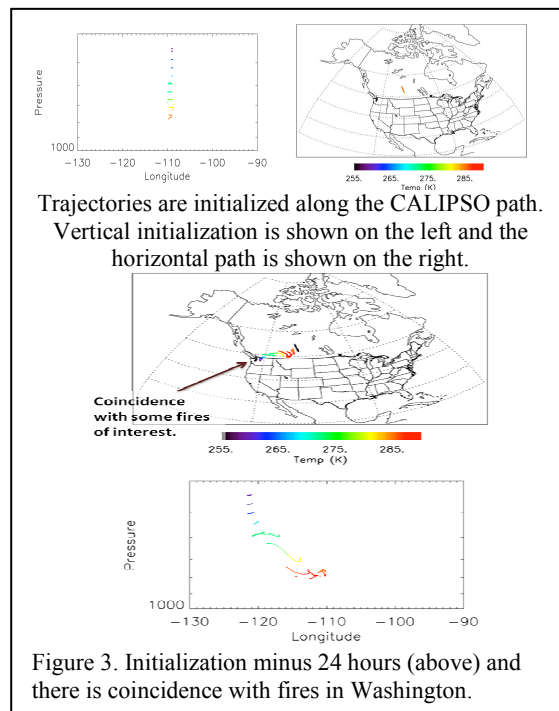 Pressure
1000
-130 -120 -110 -100 -90
Longitude
255. 265. 275. 285.
Temp (K)
Trajectories are initialized along the CALIPSO path.
Vertical initialization is shown on the left and the
horizontal path is shown on the right.
Coincidence
with some fires
of interest.
255. 265. 275. 285.
Temp (K)
Pressure
1000
-130 -120 -110 -100 -90
Longitude
Figure 3. Initialization minus 24 hours (above) and
there is coincidence with fires in Washington.